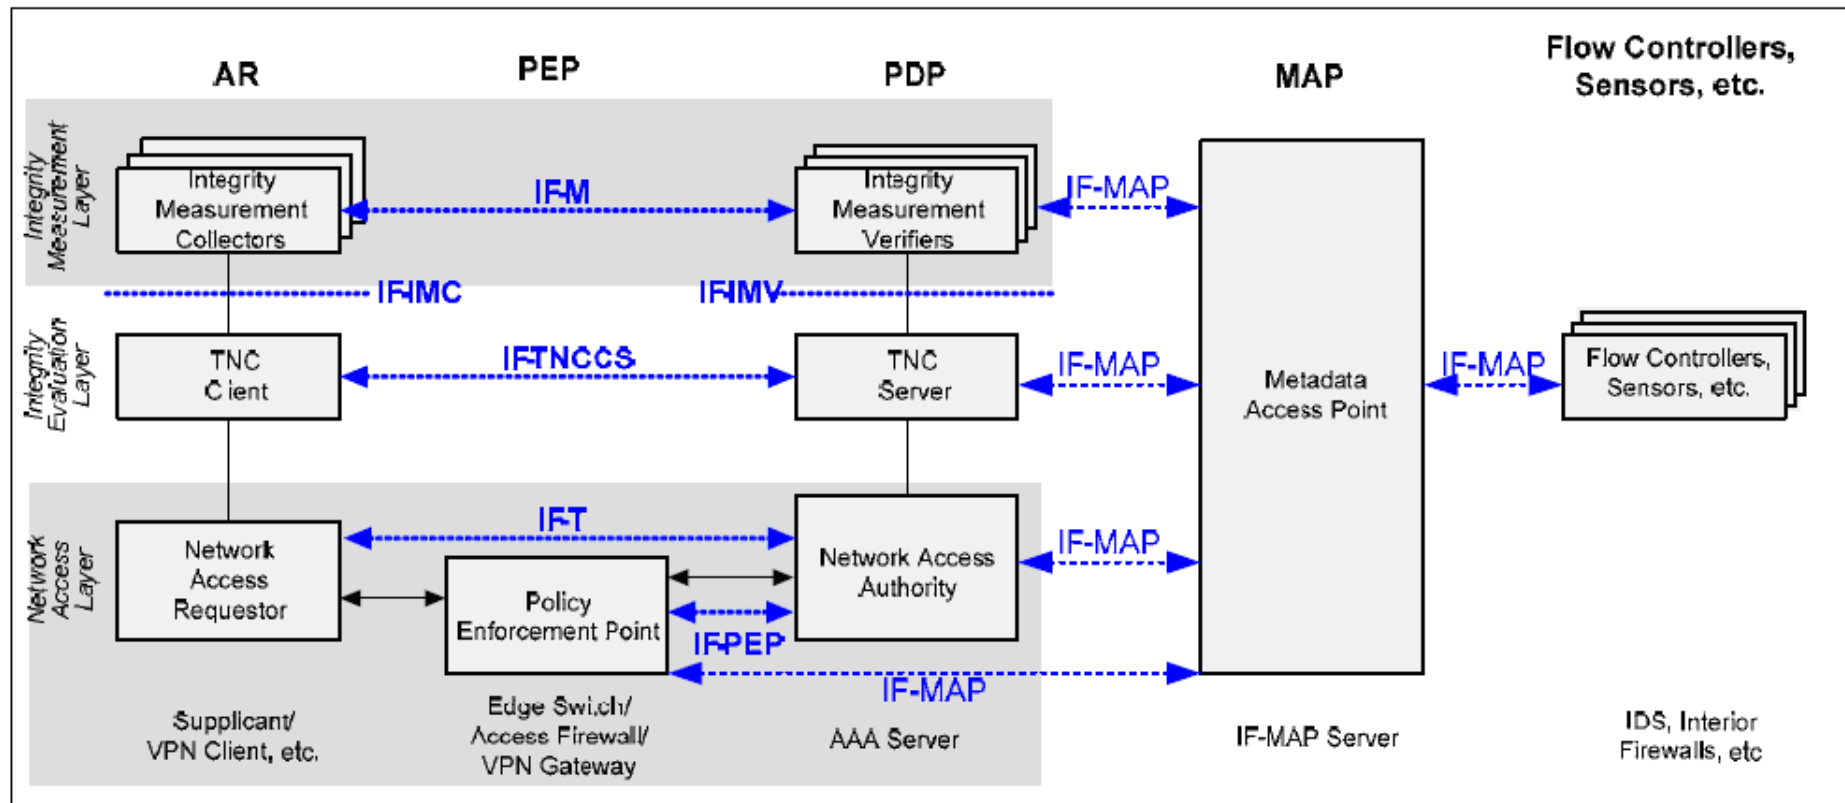 AR
PEP
PDP
MAP
Flow Controllers,
Sensors, etc.
Integrity
Measurement
Layer
Integrity
Measurement
Collectors
IF-M
Integrity
Measurement
Verifiers
IF-MAP
IF-IMC
IF-IMV
Integrity
Evaluation
Layer
TNC
Client
IF-TNCCS
TNC
Server
IF-MAP
Metadada
Access Point
IF-MAP
Flow Controllers,
Sensors, etc.
Network
Access
Layer
Network
Access
Requestor
IF-T
Policy
Enforcement Point
Network Access
Authority
IF-MAP
IF-PEP
IF-MAP
Supplicant/
VPN Client, etc.
Edge Swi.ch/
Access Firewall/
VPN Gateway
AAA Server
IF-MAP Server
IDS, Interior
Firewalls, etc